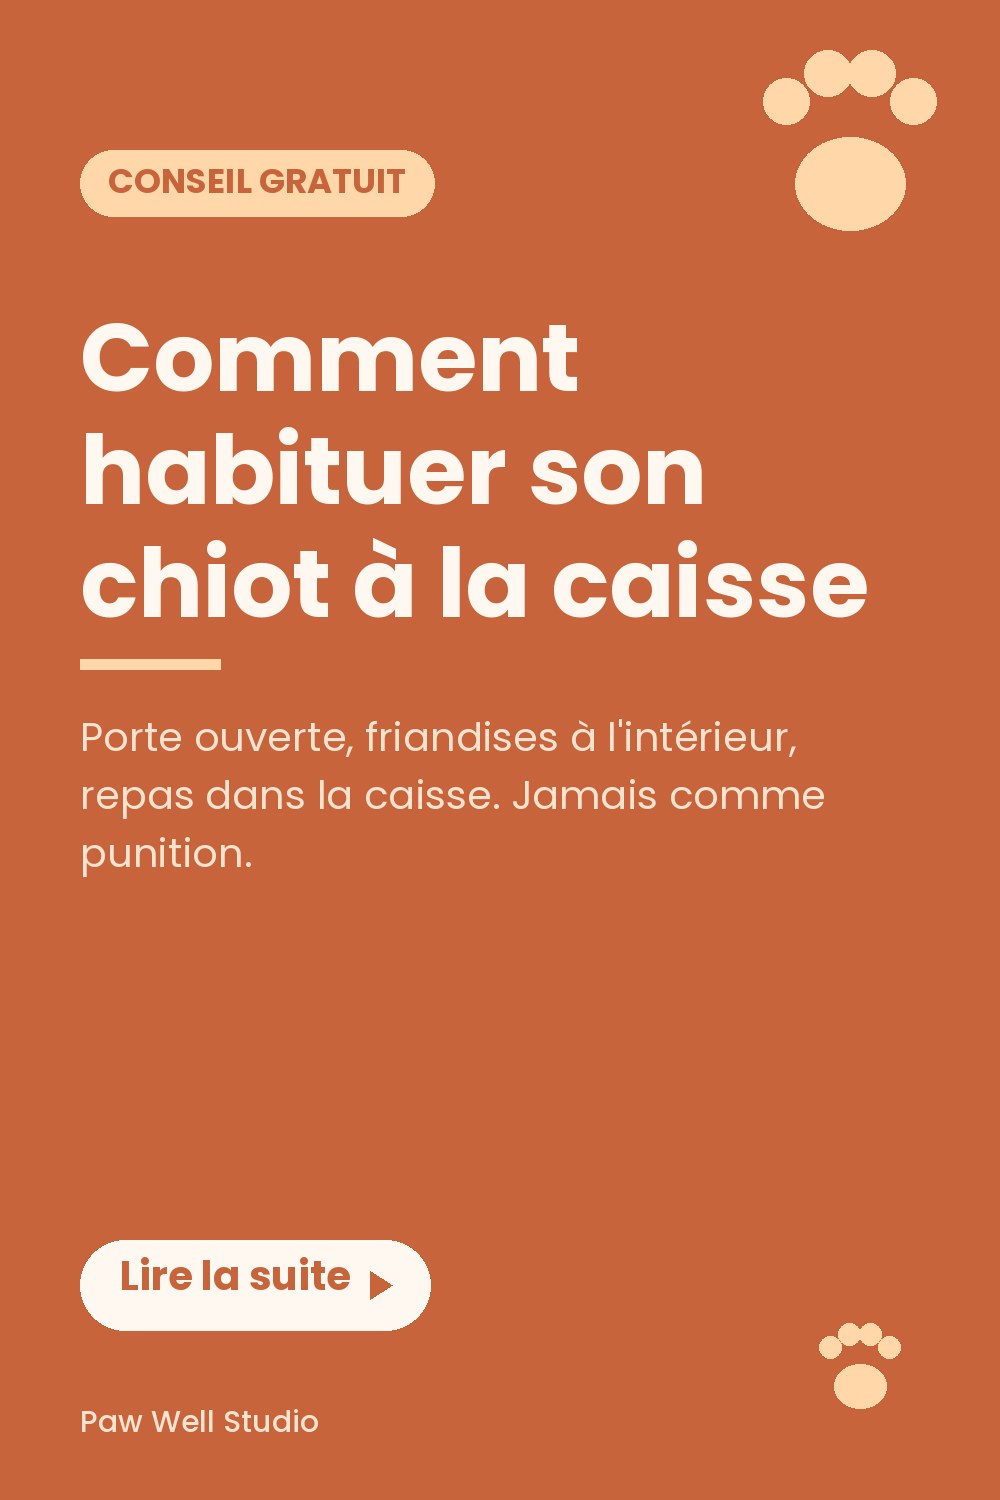 CONSEIL GRATUIT
Comment
habituer son
chiot à la caisse
Porte ouverte, friandises à l'intérieur,
repas dans la caisse. Jamais comme
punition.
Lire la suite
Paw Well Studio